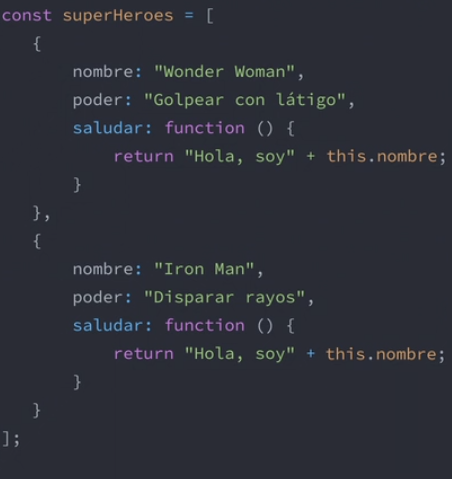 const superHeroes = [
    {
        nombre: "Wonder Woman",
        poder: "Golpear con látigo",
        saludar: function () {
            return "Hola, soy" + this.nombre;
        }
    },
    {
        nombre: "Iron Man",
        poder: "Disparar rayos",
        saludar: function () {
            return "Hola, soy" + this.nombre;
        }
    }
];